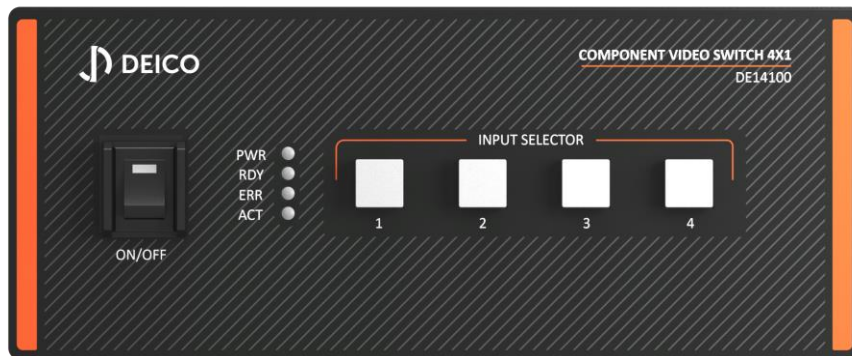 DEICO
COMPONENT VIDEO SWITCH 4X1
DE14100
INPUT SELECTOR
PWR
RDY
ERR
ACT
1
2
3
4
ON/OFF